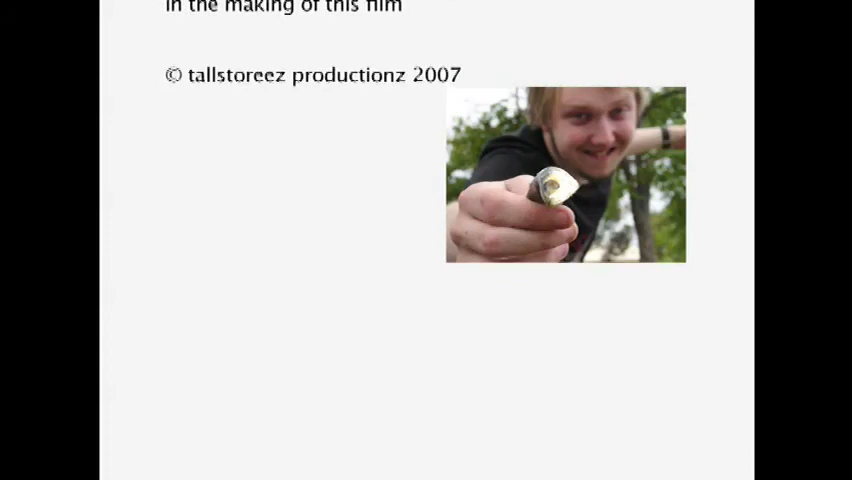 in the making of this film
© tallstoreez productionz 2007